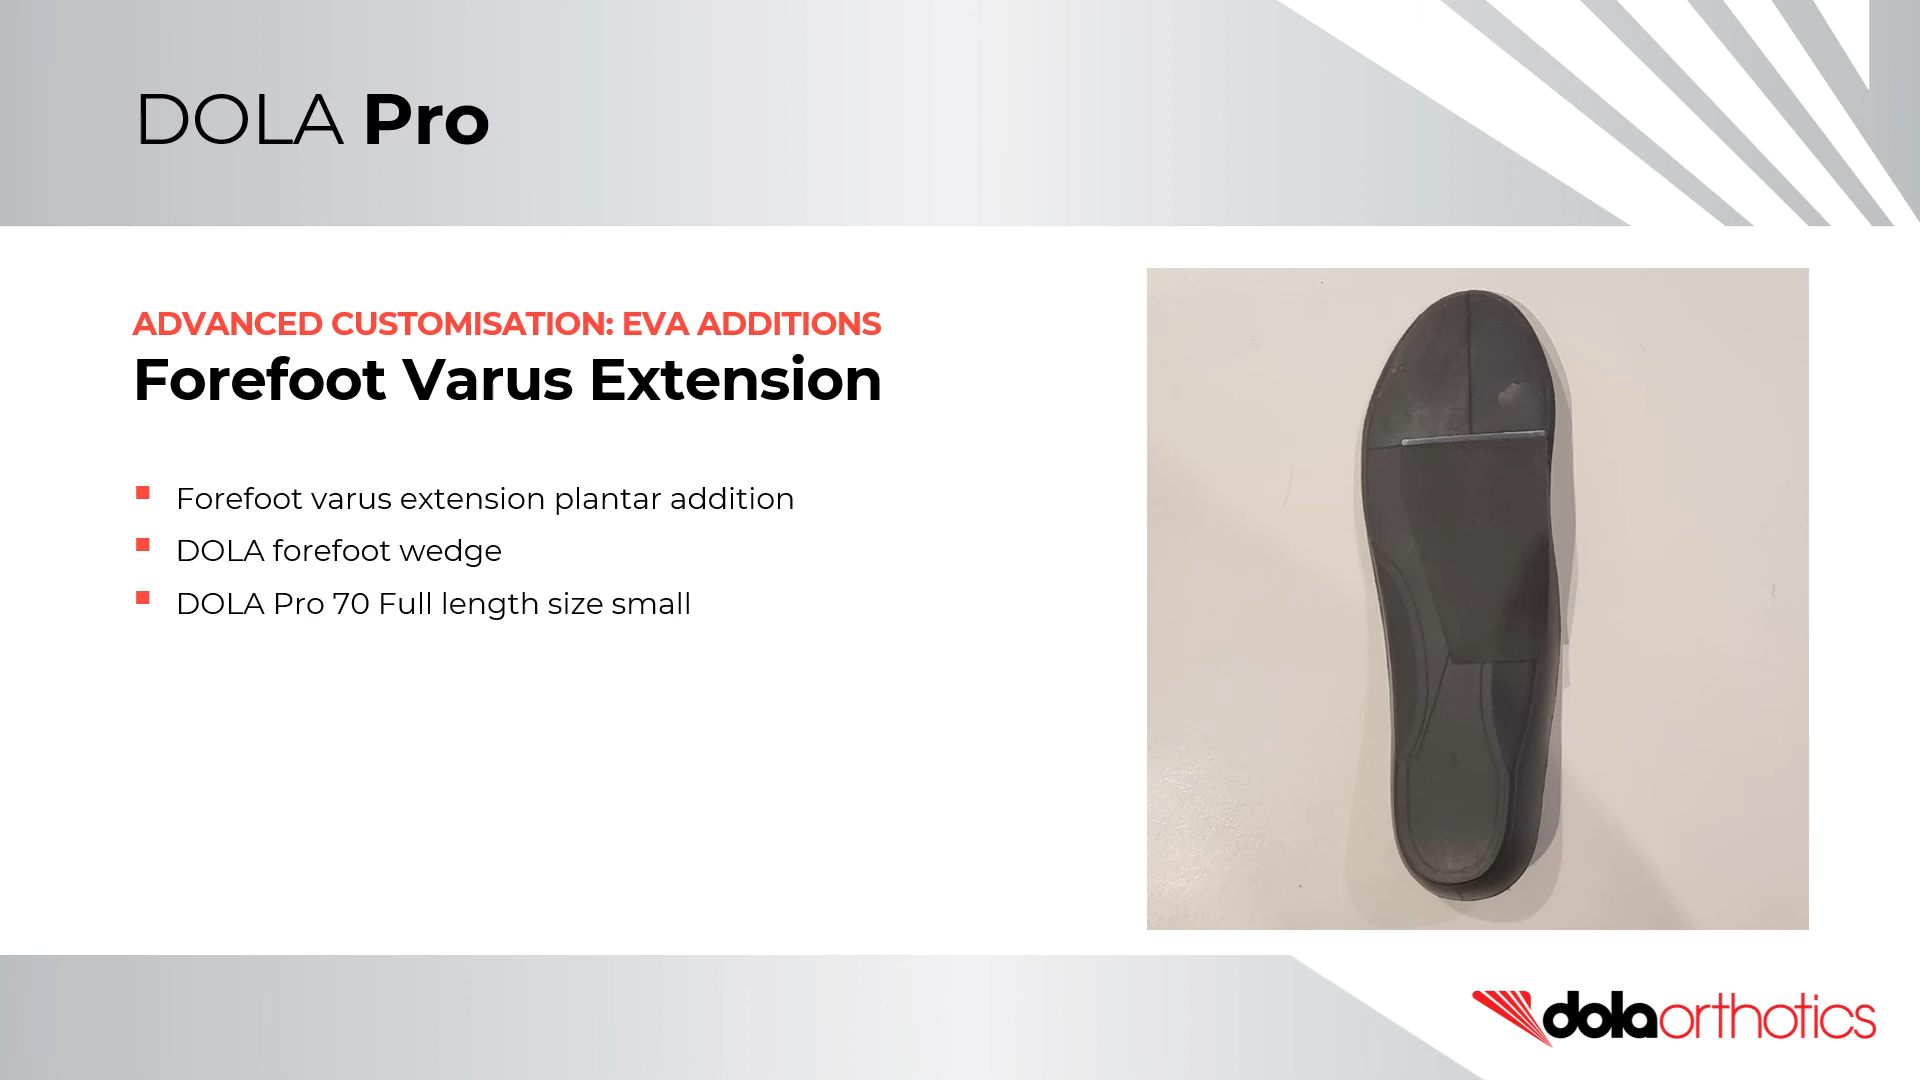 DOLA Pro
ADVANCED CUSTOMISATION: EVA ADDITIONS
Forefoot Varus Extension
Forefoot varus extension plantar addition
DOLA forefoot wedge
DOLA Pro 70 Full length size small
dolaorthotics